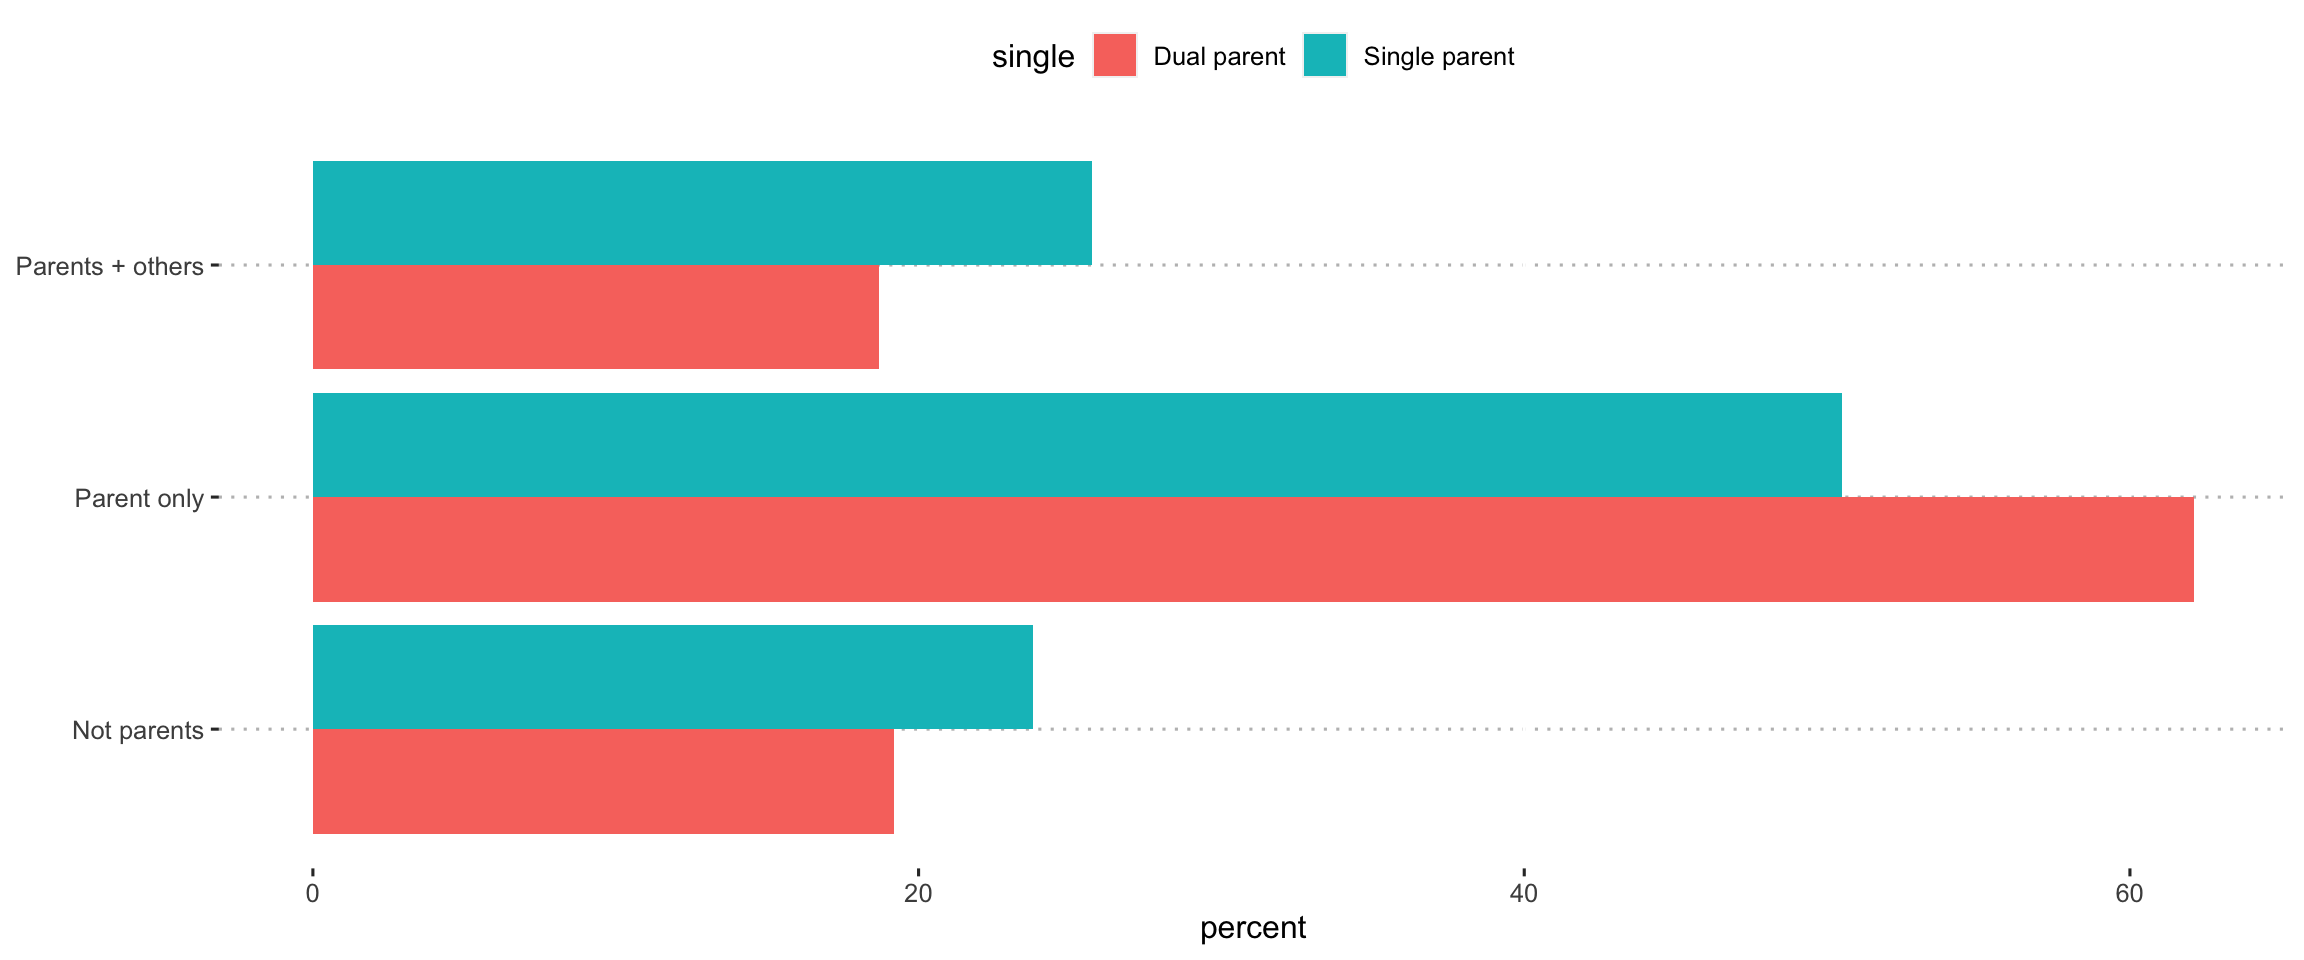 single Dual parent Single parent
Parents + others
Parent only
Not parents
0 20 40 60
percent